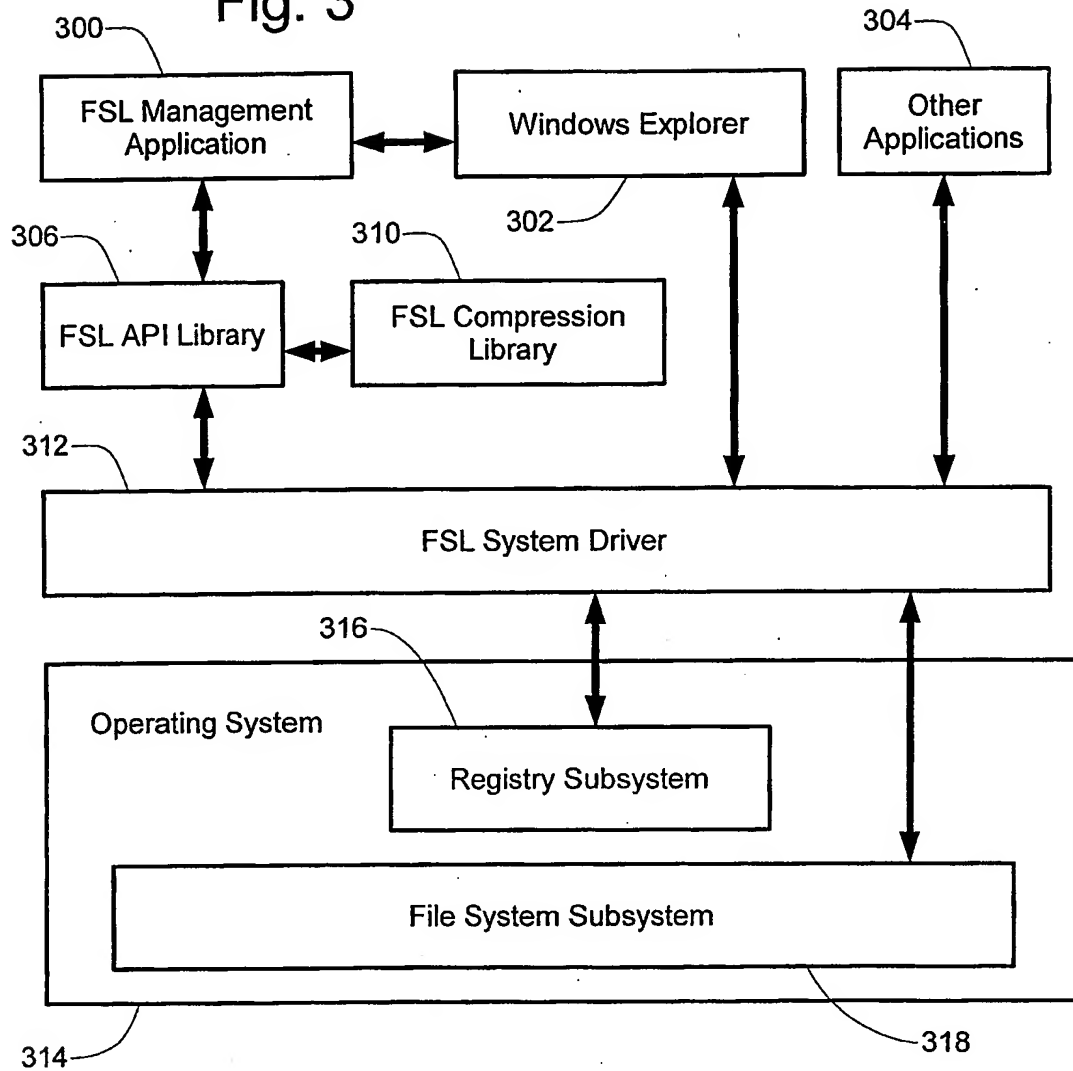 Fig. 3
300
304
FSL Management
Application
Windows Explorer
Other
Applications
302
306
310
FSL API Library
FSL Compression
Library
312
FSL System Driver
316
Operating System
Registry Subsystem
File System Subsystem
314
318